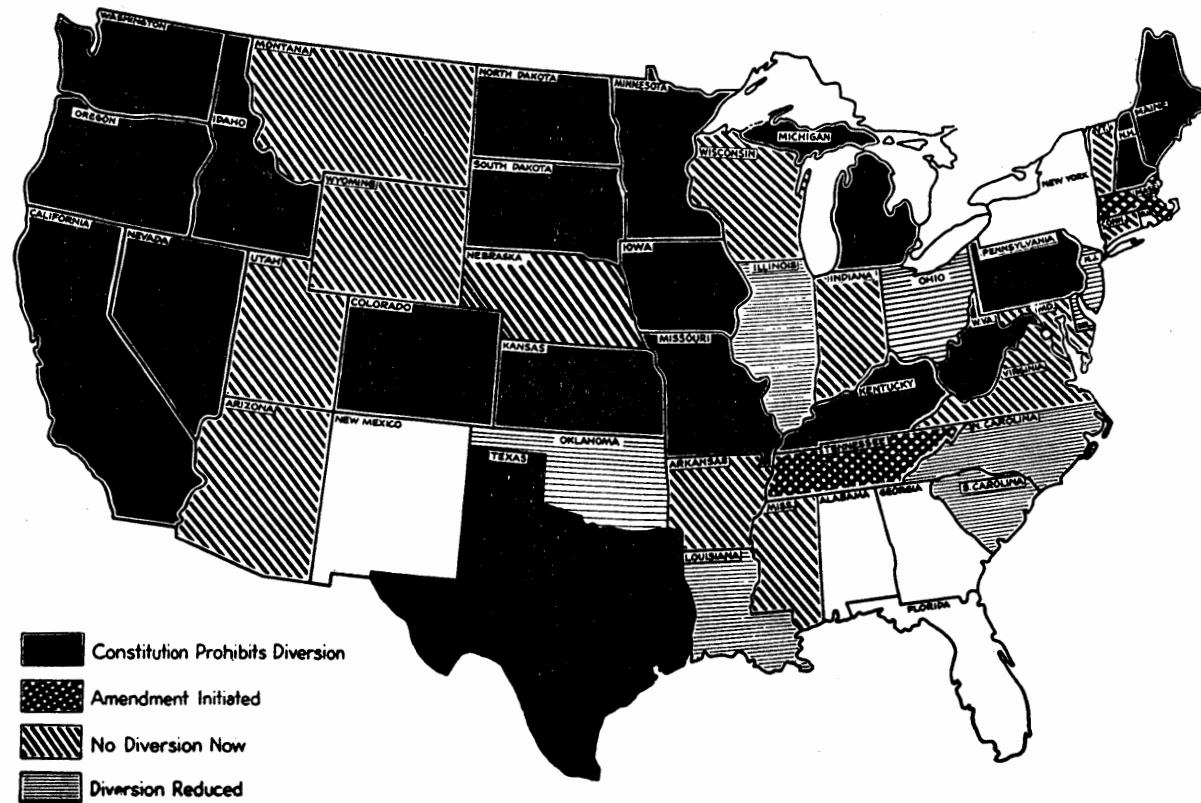 WASHINGTON
MONTANA
NORTH DAKOTA
MINNESOTA
MAINE
OREGON
IDAHO
MICHIGAN
N.H.
WISCONSIN
SOUTH DAKOTA
WYOMING
NEW YORK
CALIFORNIA
NEVADA
IOWA
PENNSYLVANIA
UTAH
NEBRASKA
ILLINOIS
INDIANA
OHIO
N.J.
COLORADO
W.VA.
MD.
MISSOURI
KANSAS
VIRGINIA
KENTUCKY
ARIZONA
NEW MEXICO
OKLAHOMA
TENNESSEE
N. CAROLINA
TEXAS
ARKANSAS
S. CAROLINA
MISS.
ALABAMA
GEORGIA
LOUISIANA
FLORIDA
Constitution Prohibits Diversion
Amendment Initiated
No Diversion Now
Diversion Reduced